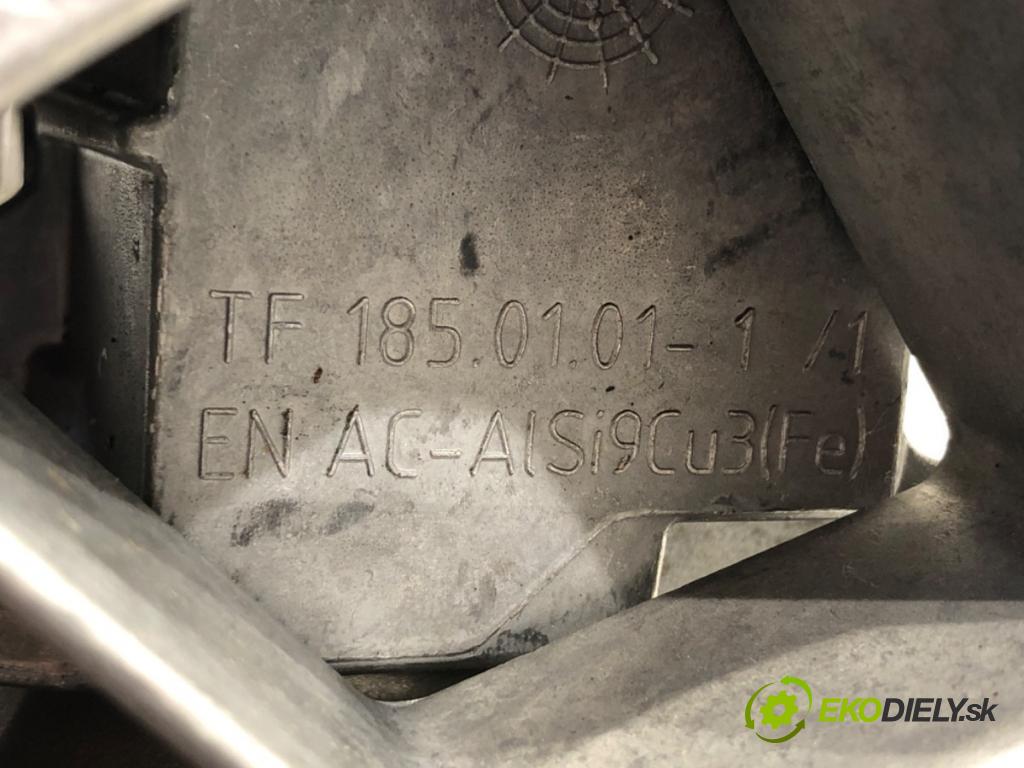 TF.185.01.01-1 /1
EN AC-AlSi9Cu3(Fe)
EKODIELY.sk